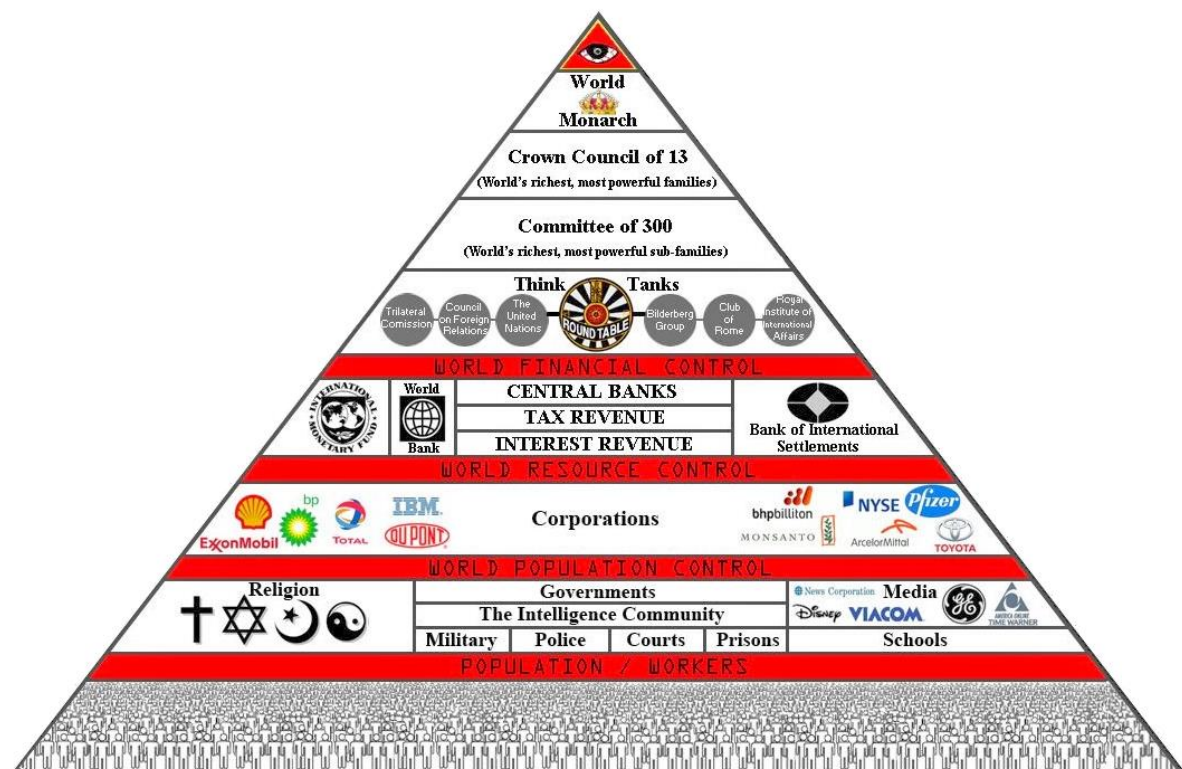 World
Monarch
Crown Council of 13
(World's richest, most powerful families)
Committee of 300
(World's richest, most powerful sub-families)
Think Tanks
Trilateral
Comission
Council
on Foreign
Relations
The
United
Nations
ROUND TABLE
Bilderberg
Group
Club
of
Rome
Royal
Institute of
International
Affairs
WORLD FINANCIAL CONTROL
INTERNATIONAL
MONETARY FUND
World
Bank
CENTRAL BANKS
TAX REVENUE
INTEREST REVENUE
Bank of International
Settlements
WORLD RESOURCE CONTROL
ExxonMobil
bp
TOTAL
IBM
DU PONT
Corporations
bhpbilliton
MONSANTO
NYSE
Pfizer
ArcelorMittal
TOYOTA
WORLD POPULATION CONTROL
Religion
Governments
The Intelligence Community
Military
Police
Courts
Prisons
News Corporation
Media
Disney
VIACOM
GE
TIME WARNER
Schools
POPULATION / WORKERS